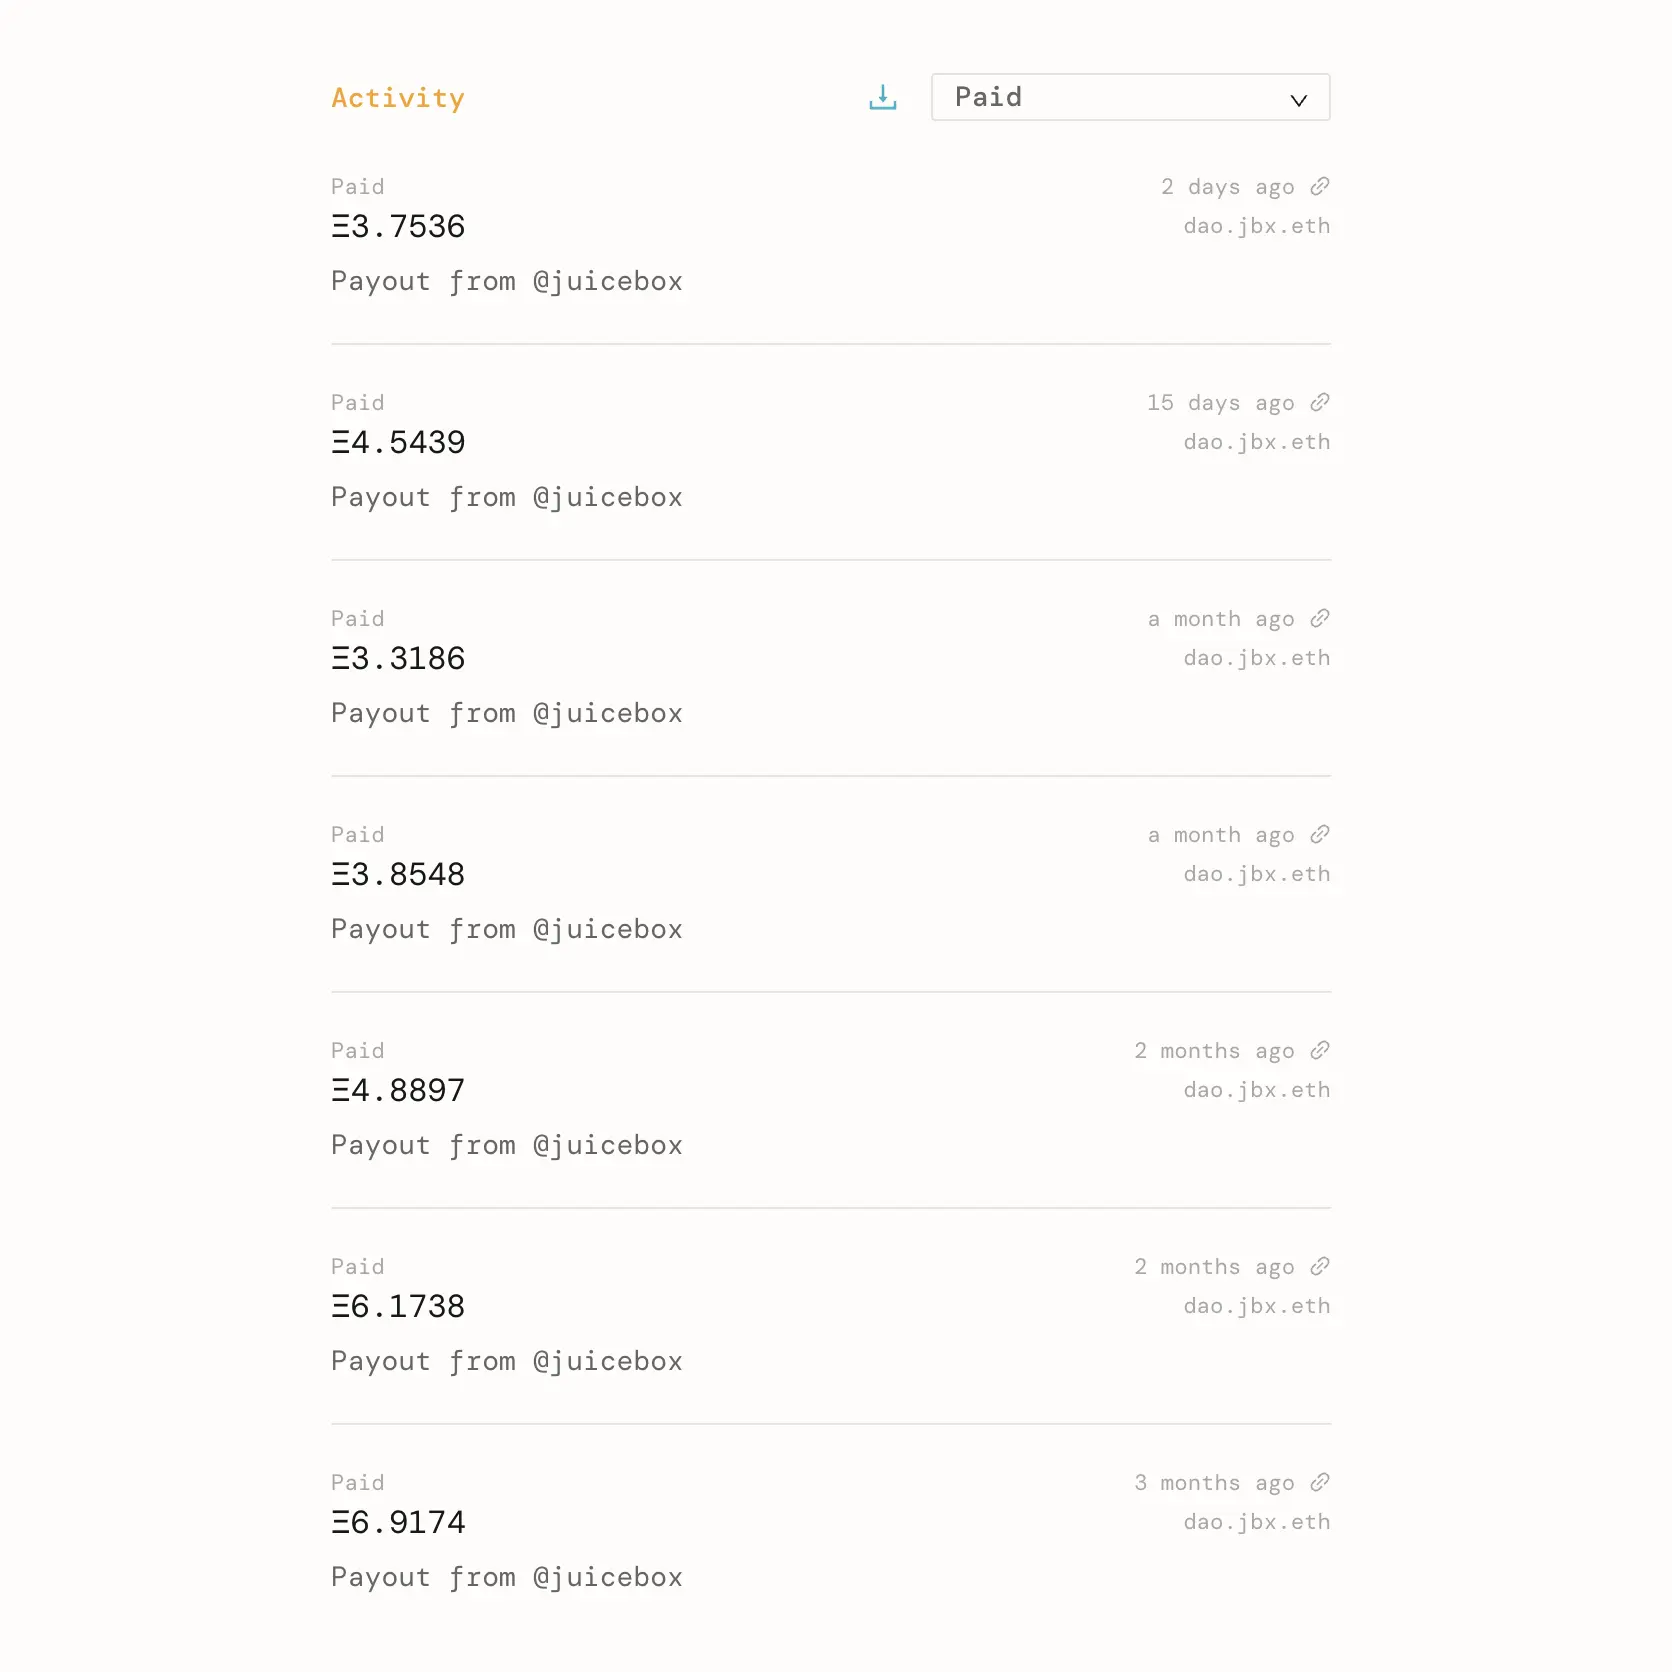 Activity
Paid
Paid
2 days ago
Ξ3.7536
dao.jbx.eth
Payout from @juicebox
Paid
15 days ago
Ξ4.5439
dao.jbx.eth
Payout from @juicebox
Paid
a month ago
Ξ3.3186
dao.jbx.eth
Payout from @juicebox
Paid
a month ago
Ξ3.8548
dao.jbx.eth
Payout from @juicebox
Paid
2 months ago
Ξ4.8897
dao.jbx.eth
Payout from @juicebox
Paid
2 months ago
Ξ6.1738
dao.jbx.eth
Payout from @juicebox
Paid
3 months ago
Ξ6.9174
dao.jbx.eth
Payout from @juicebox